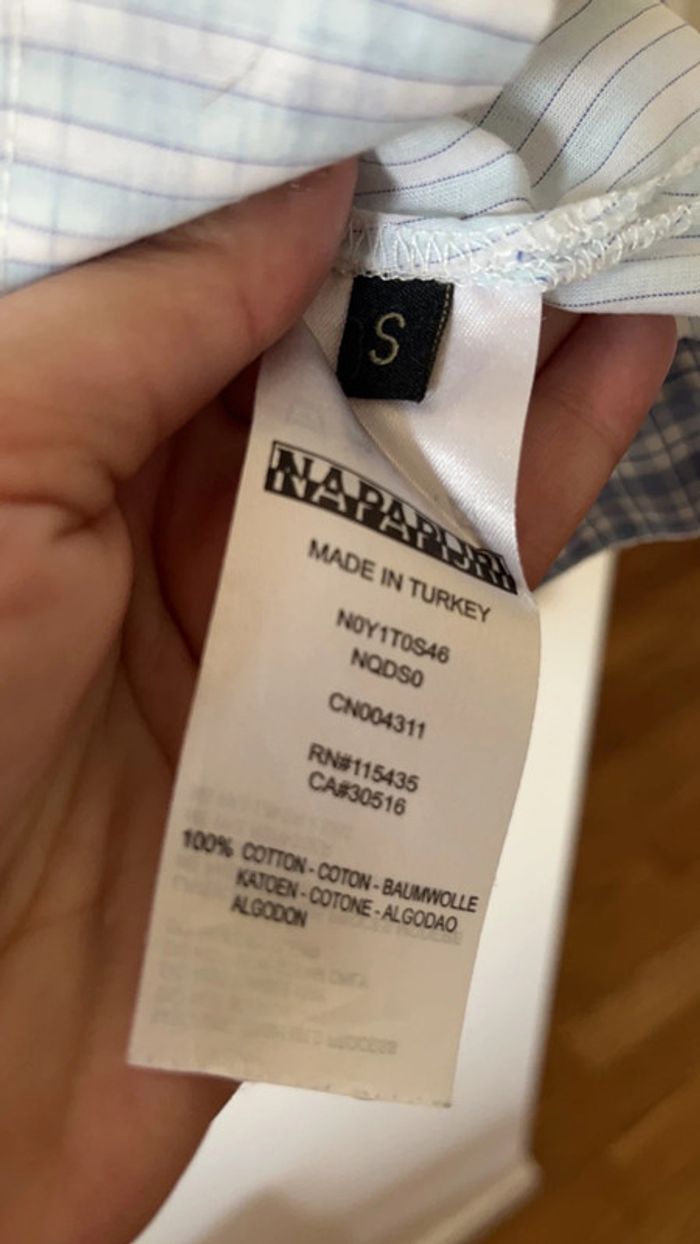 S
NAPAPIJRI
MADE IN TURKEY
N0Y1T0S46
NQDS0
CN004311
RN#115435
CA#30516
100% COTTON - COTON - BAUMWOLLE
KATOEN - COTONE - ALGODAO
ALGODON